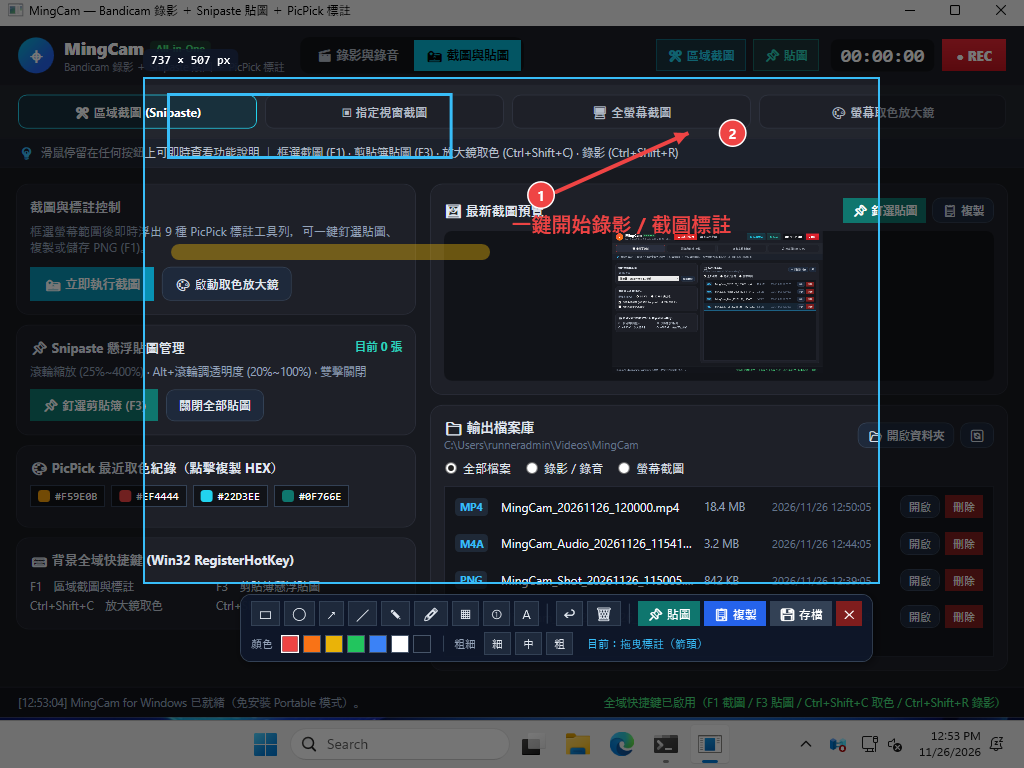 MingCam — Bandicam 錄影 + Snipaste 貼圖 + PicPick 標註
MingCam All-in-One
Bandicam 錄影 cPick 標註
錄影與錄音
截圖與貼圖
區域截圖
貼圖
00:00:00
● REC
737 × 507 px
區域截圖 (Snipaste)
指定視窗截圖
全螢幕截圖
螢幕取色放大鏡
滑鼠停留在任何按鈕上可即時查看功能說明 | 框選截圖 (F1) · 剪貼簿貼圖 (F3) · 放大鏡取色 (Ctrl+Shift+C) · 錄影 (Ctrl+Shift+R)
1
2
一鍵開始錄影 / 截圖標註
截圖與標註控制
框選螢幕範圍後即時浮出 9 種 PicPick 標註工具列，可一鍵釘選貼圖、
複製或儲存 PNG (F1)。
立即執行截圖
啟動取色放大鏡
Snipaste 懸浮貼圖管理
目前 0 張
滾輪縮放 (25%~400%) · Alt+滾輪調透明度 (20%~100%) · 雙擊關閉
釘選剪貼簿 (F3)
關閉全部貼圖
PicPick 最近取色紀錄（點擊複製 HEX）
#F59E0B
#EF4444
#22D3EE
#0F766E
背景全域快捷鍵 (Win32 RegisterHotKey)
F1 區域截圖與標註
F3 剪貼簿懸浮貼圖
Ctrl+Shift+C 放大鏡取色
Ctrl+
最新截圖預覽
釘選貼圖
複製
輸出檔案庫
C:\Users\runneradmin\Videos\MingCam
開啟資料夾
全部檔案
錄影 / 錄音
螢幕截圖
MP4 MingCam_20261126_120000.mp4 18.4 MB 2026/11/26 12:50:05 開啟 刪除
M4A MingCam_Audio_20261126_11541... 3.2 MB 2026/11/26 12:44:05 開啟 刪除
PNG MingCam_Shot_20261126_115005.... 842 KB 2026/11/26 12:39:05 開啟 刪除
開啟 刪除
A
貼圖
複製
存檔
顏色
粗細
細
中
粗
目前：拖曳標註（箭頭）
[12:53:04] MingCam for Windows 已就緒（免安裝 Portable 模式）。
全域快捷鍵已啟用（F1 截圖 / F3 貼圖 / Ctrl+Shift+C 取色 / Ctrl+Shift+R 錄影）
Search
12:53 PM
11/26/2026